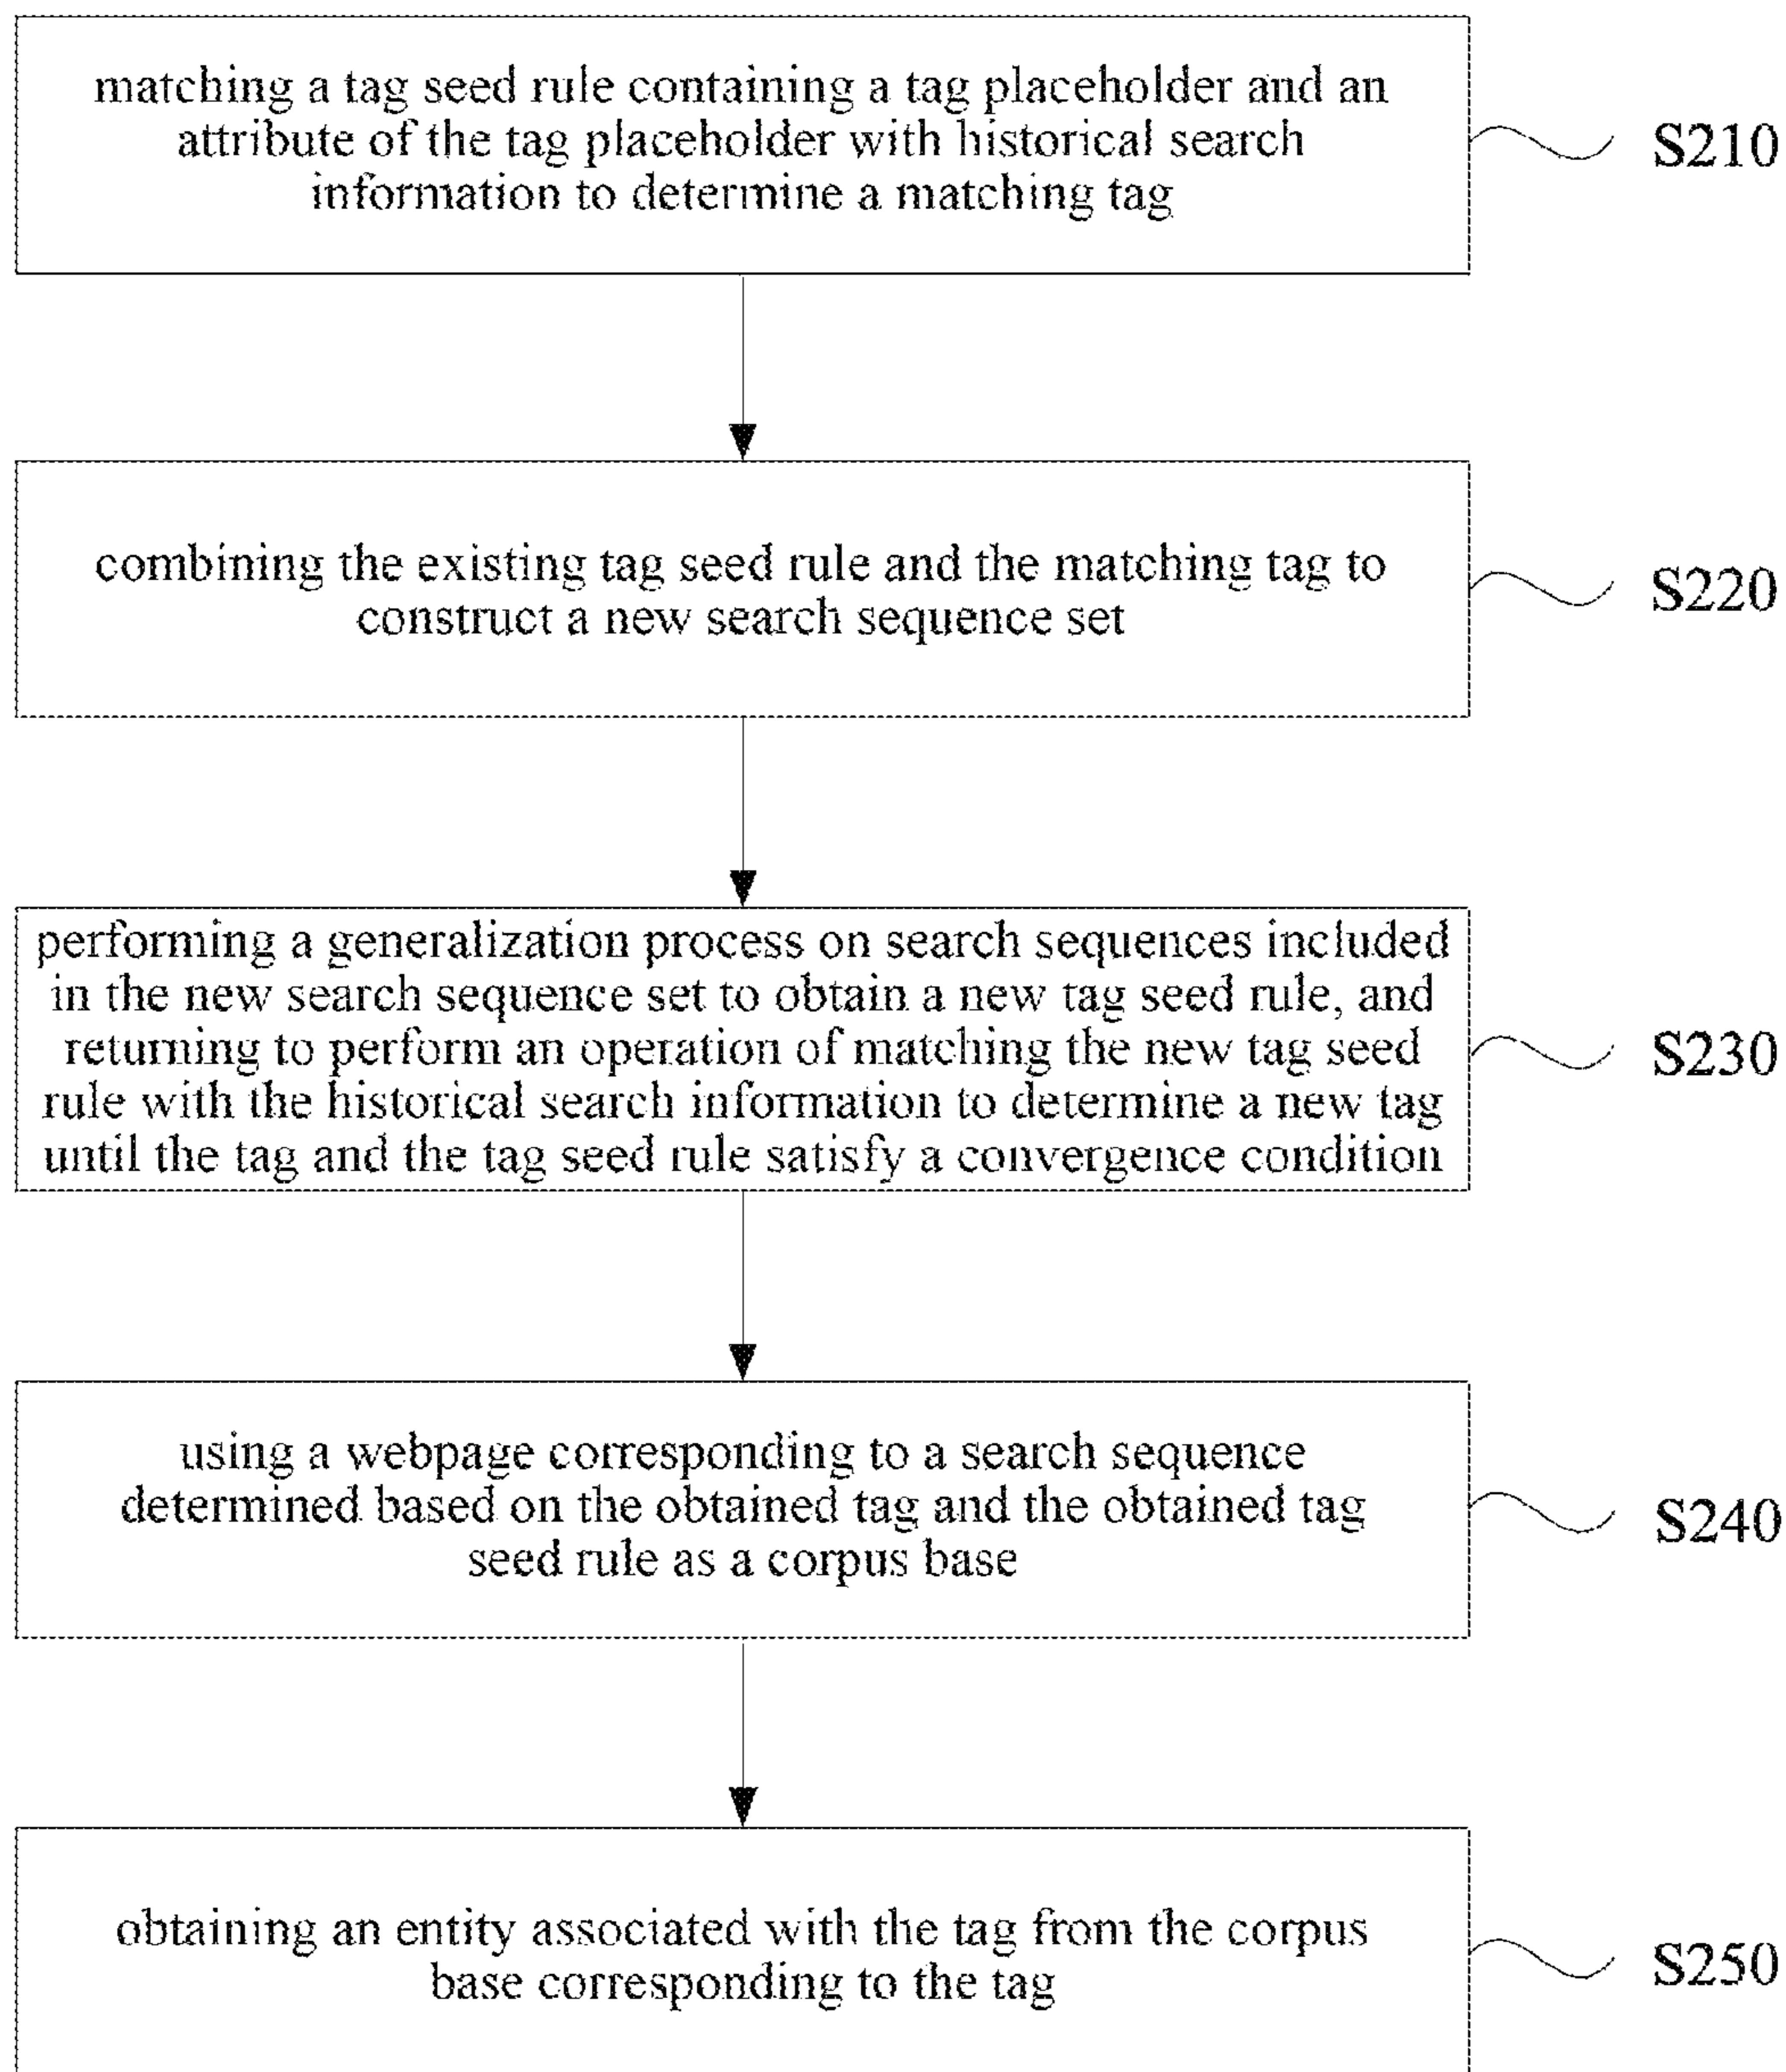 matching a tag seed rule containing a tag placeholder and an
attribute of the tag placeholder with historical search
information to determine a matching tag
S210
combining the existing tag seed rule and the matching tag to
construct a new search sequence set
S220
performing a generalization process on search sequences included
in the new search sequence set to obtain a new tag seed rule, and
returning to perform an operation of matching the new tag seed
rule with the historical search information to determine a new tag
until the tag and the tag seed rule satisfy a convergence condition
S230
using a webpage corresponding to a search sequence
determined based on the obtained tag and the obtained tag
seed rule as a corpus base
S240
obtaining an entity associated with the tag from the corpus
base corresponding to the tag
S250